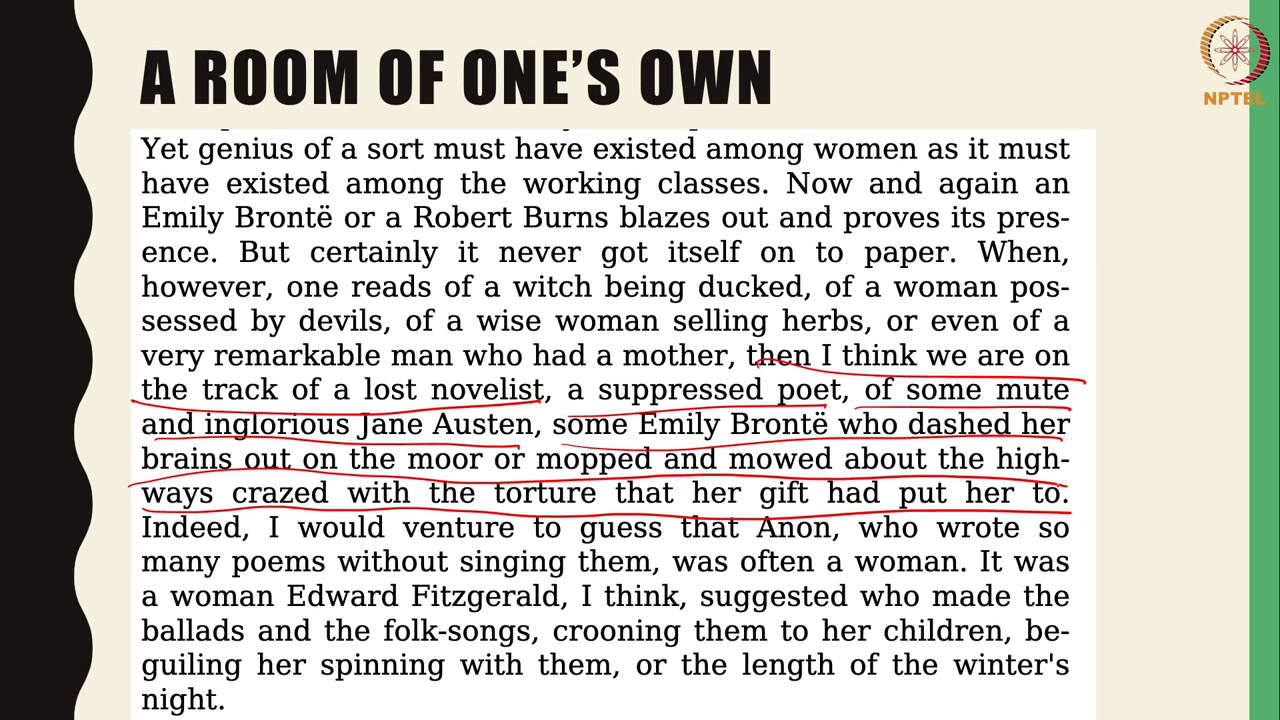 A ROOM OF ONE'S OWN
NPTEL
Yet genius of a sort must have existed among women as it must
have existed among the working classes. Now and again an
Emily Brontë or a Robert Burns blazes out and proves its pres-
ence. But certainly it never got itself on to paper. When,
however, one reads of a witch being ducked, of a woman pos-
sessed by devils, of a wise woman selling herbs, or even of a
very remarkable man who had a mother, then I think we are on
the track of a lost novelist, a suppressed poet, of some mute
and inglorious Jane Austen, some Emily Brontë who dashed her
brains out on the moor or mopped and mowed about the high-
ways crazed with the torture that her gift had put her to.
Indeed, I would venture to guess that Anon, who wrote so
many poems without singing them, was often a woman. It was
a woman Edward Fitzgerald, I think, suggested who made the
ballads and the folk-songs, crooning them to her children, be-
guiling her spinning with them, or the length of the winter's
night.